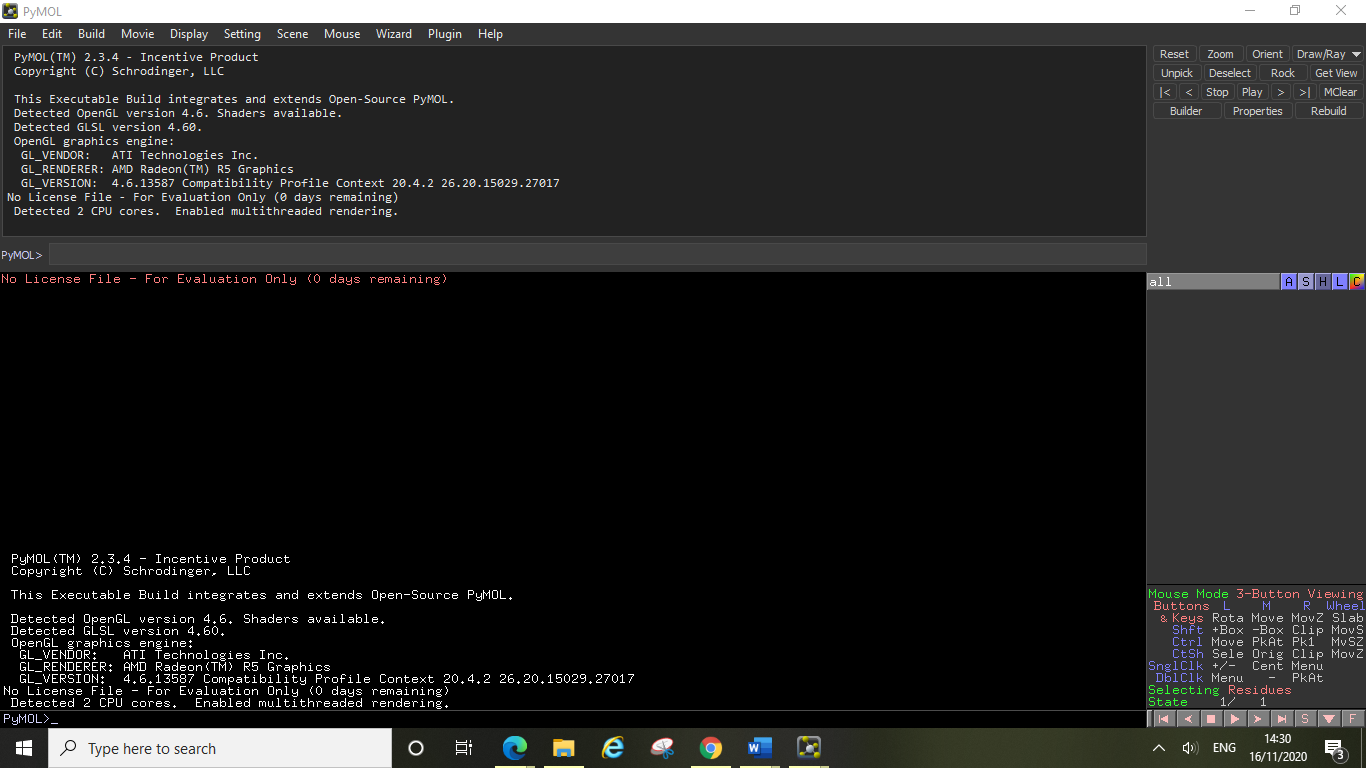 PyMOL
File Edit Build Movie Display Setting Scene Mouse Wizard Plugin Help
PyMOL(TM) 2.3.4 - Incentive Product
Copyright (C) Schrodinger, LLC
This Executable Build integrates and extends Open-Source PyMOL.
Detected OpenGL version 4.6. Shaders available.
Detected GLSL version 4.60.
OpenGL graphics engine:
GL_VENDOR: ATI Technologies Inc.
GL_RENDERER: AMD Radeon(TM) R5 Graphics
GL_VERSION: 4.6.13587 Compatibility Profile Context 20.4.2 26.20.15029.27017
No License File - For Evaluation Only (0 days remaining)
Detected 2 CPU cores. Enabled multithreaded rendering.
PyMOL>
Reset Zoom Orient Draw/Ray
Unpick Deselect Rock Get View
|< < Stop Play > >| MClear
Builder Properties Rebuild
No License File - For Evaluation Only (0 days remaining)
all A S H L C
PyMOL(TM) 2.3.4 - Incentive Product
Copyright (C) Schrodinger, LLC
This Executable Build integrates and extends Open-Source PyMOL.
Detected OpenGL version 4.6. Shaders available.
Detected GLSL version 4.60.
OpenGL graphics engine:
GL_VENDOR: ATI Technologies Inc.
GL_RENDERER: AMD Radeon(TM) R5 Graphics
GL_VERSION: 4.6.13587 Compatibility Profile Context 20.4.2 26.20.15029.27017
No License File - For Evaluation Only (0 days remaining)
Detected 2 CPU cores. Enabled multithreaded rendering.
PyMOL>_
Mouse Mode 3-Button Viewing
Buttons L M R Wheel
& Keys Rota Move MovZ Slab
Shft +Box -Box Clip MovS
Ctrl Move PkAt Pk1 MvSZ
CtSh Sele Orig Clip MovZ
SnglClk +/- Cent Menu
DblClk Menu - PkAt
Selecting Residues
State 1/ 1
S F
Type here to search
ENG
14:30
16/11/2020
3